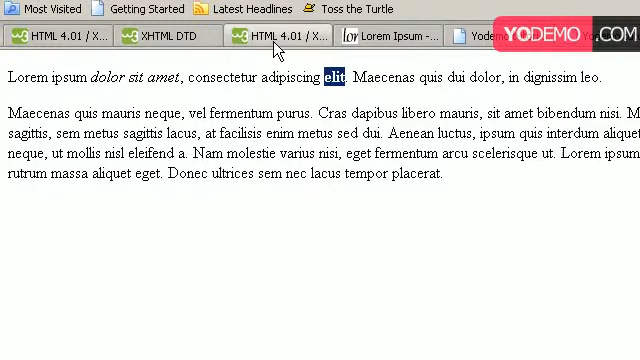 Most Visited Getting Started Latest Headlines Toss the Turtle
HTML 4.01 / X... XHTML DTD HTML 4.01 / X... Lorem Ipsum -... Yodem
YODEMO .COM
Lorem ipsum dolor sit amet, consectetur adipiscing elit. Maecenas quis dui dolor, in dignissim leo.
Maecenas quis mauris neque, vel fermentum purus. Cras dapibus libero mauris, sit amet bibendum nisi. M
sagittis, sem metus sagittis lacus, at facilisis enim metus sed dui. Aenean luctus, ipsum quis interdum aliquet
neque, ut mollis nisl eleifend a. Nam molestie varius nisi, eget fermentum arcu scelerisque ut. Lorem ipsum
rutrum massa aliquet eget. Donec ultrices sem nec lacus tempor placerat.